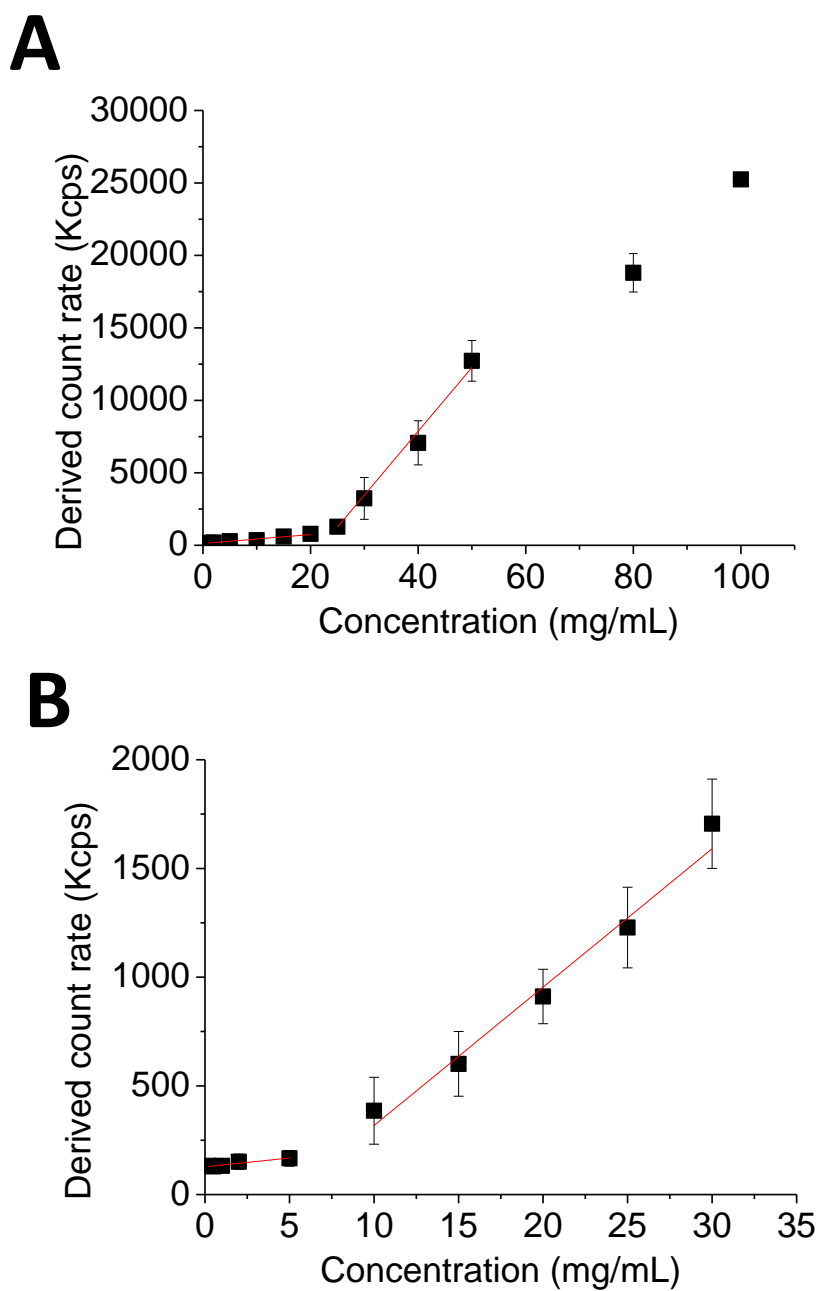 A
30000
25000
20000
15000
10000
5000
0
Derived count rate (Kcps)
0 20 40 60 80 100
Concentration (mg/mL)
B
2000
1500
1000
500
0
Derived count rate (Kcps)
0 5 10 15 20 25 30 35
Concentration (mg/mL)